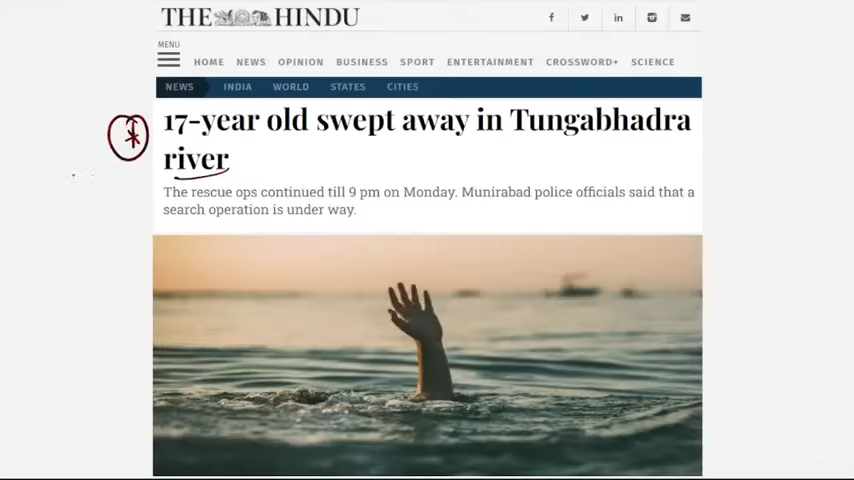 THE HINDU
MENU
HOME NEWS OPINION BUSINESS SPORT ENTERTAINMENT CROSSWORD+ SCIENCE
NEWS INDIA WORLD STATES CITIES
17-year old swept away in Tungabhadra
river
The rescue ops continued till 9 pm on Monday. Munirabad police officials said that a
search operation is under way.